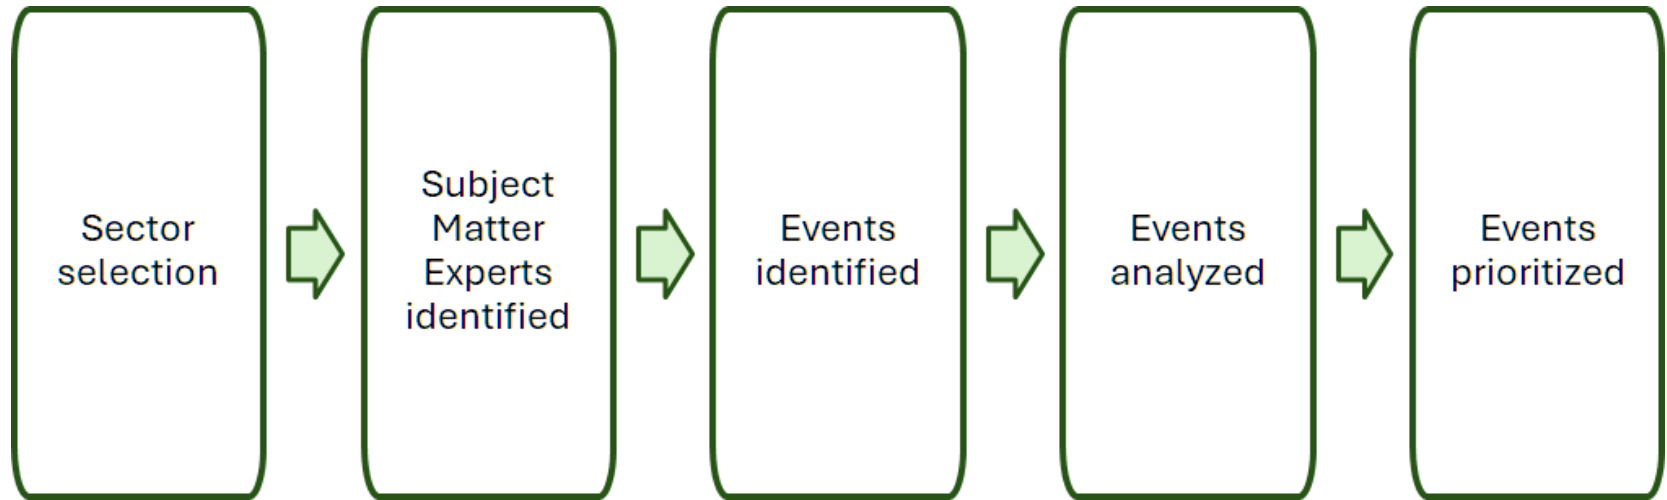 Sector
selection
Subject
Matter
Experts
identified
Events
identified
Events
analyzed
Events
prioritized